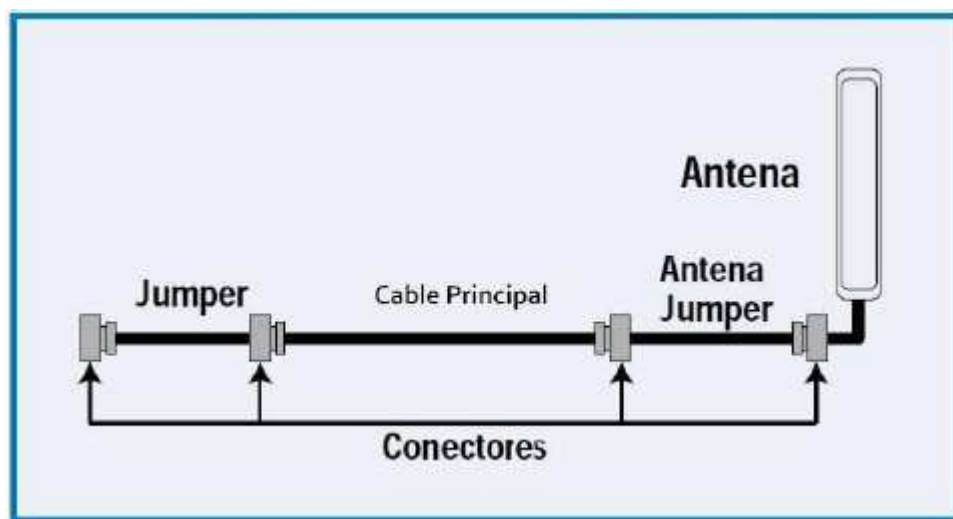 Antena
Jumper
Cable Principal
Antena
Jumper
Conectores